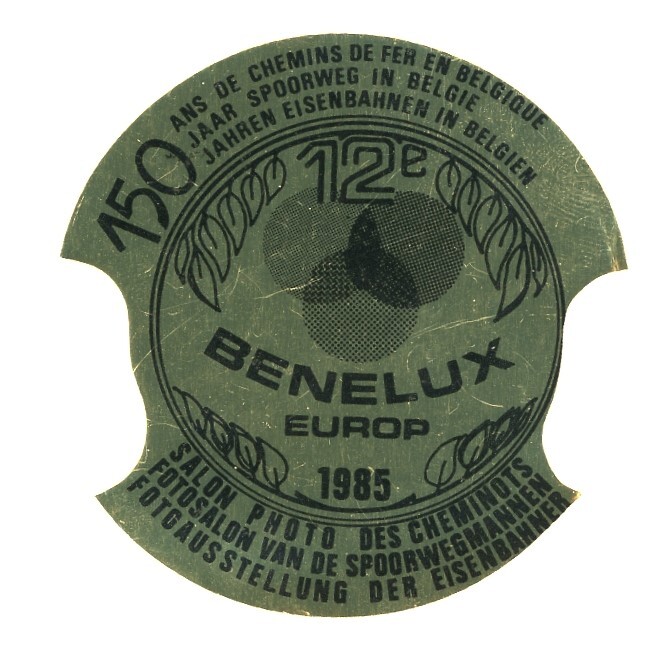 150
ANS DE CHEMINS DE FER EN BELGIQUE
JAAR SPOORWEG IN BELGIE
JAHREN EISENBAHNEN IN BELGIEN
12e
BENELUX
EUROP
1985
SALON PHOTO DES CHEMINOTS
FOTOSALON VAN DE SPOORWEGMANNEN
FOTGAUSSTELLUNG DER EISENBAHNER